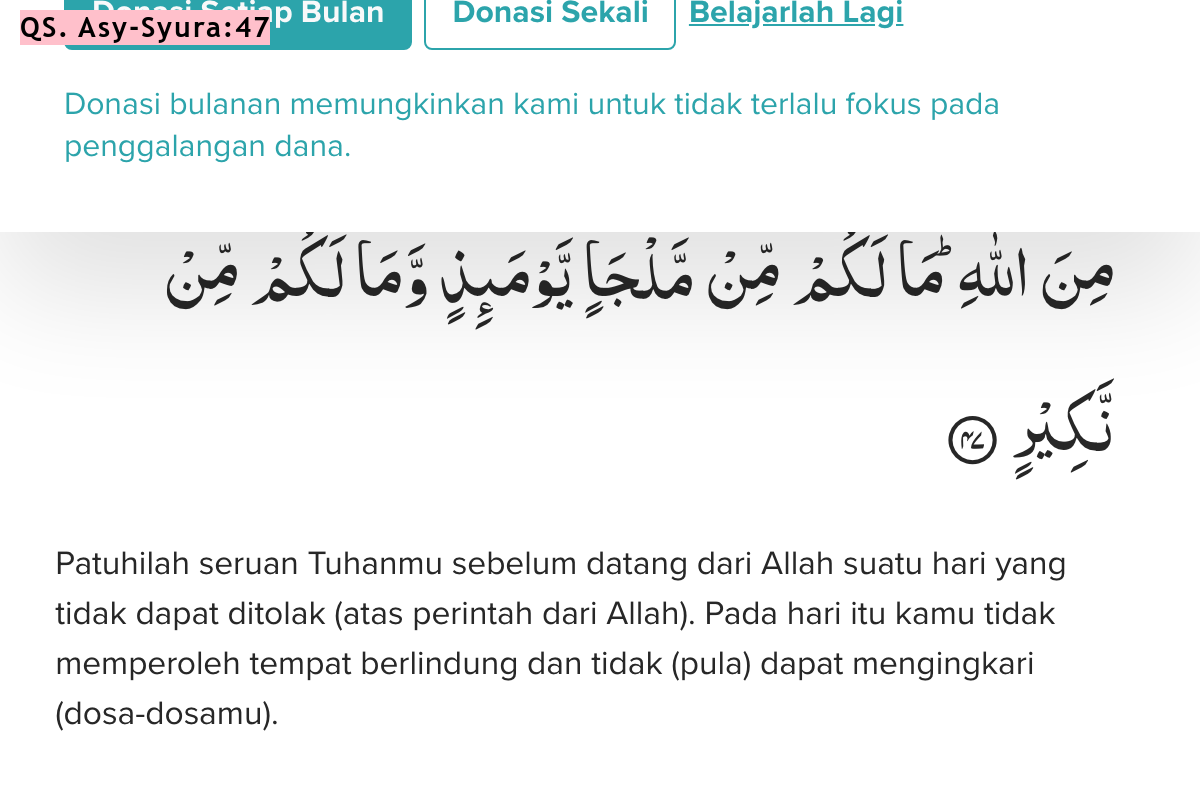 QS. Asy-Syura:47
Donasi Setiap Bulan Donasi Sekali Belajarlah Lagi
Donasi bulanan memungkinkan kami untuk tidak terlalu fokus pada
penggalangan dana.
مِنَ اللّٰهِ ۗمَا لَكُمْ مِّنْ مَّلْجَاٍ يَّوْمَىِٕذٍ وَّمَا لَكُمْ مِّنْ
نَّكِيْرٍ ٤٧
Patuhilah seruan Tuhanmu sebelum datang dari Allah suatu hari yang
tidak dapat ditolak (atas perintah dari Allah). Pada hari itu kamu tidak
memperoleh tempat berlindung dan tidak (pula) dapat mengingkari
(dosa-dosamu).